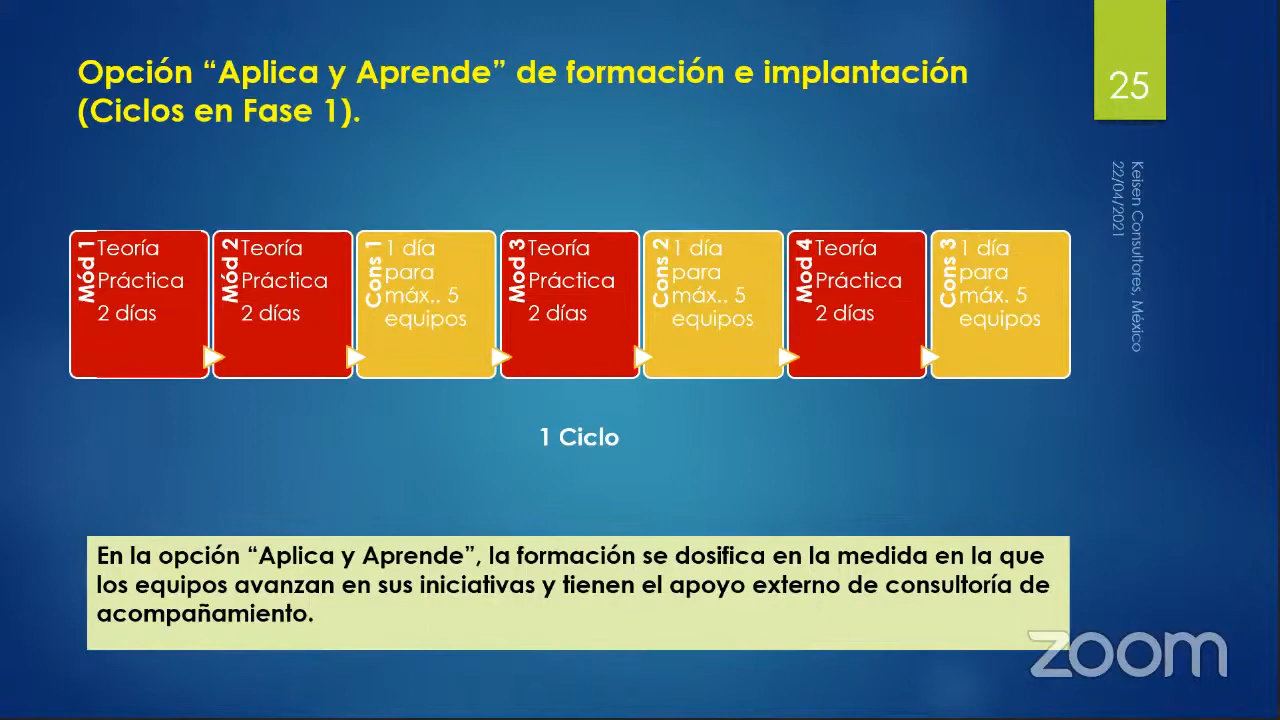 Opción “Aplica y Aprende” de formación e implantación
(Ciclos en Fase 1).
25
Keisen Consultores, México
22/04/2021
Mód 1
Teoría
Práctica
2 días
Mód 2
Teoría
Práctica
2 días
Cons 1
1 día
para
máx.. 5
equipos
Mod 3
Teoría
Práctica
2 días
Cons 2
1 día
para
máx.. 5
equipos
Mod 4
Teoría
Práctica
2 días
Cons 3
1 día
para
máx. 5
equipos
1 Ciclo
En la opción “Aplica y Aprende”, la formación se dosifica en la medida en la que
los equipos avanzan en sus iniciativas y tienen el apoyo externo de consultoría de
acompañamiento.
zoom